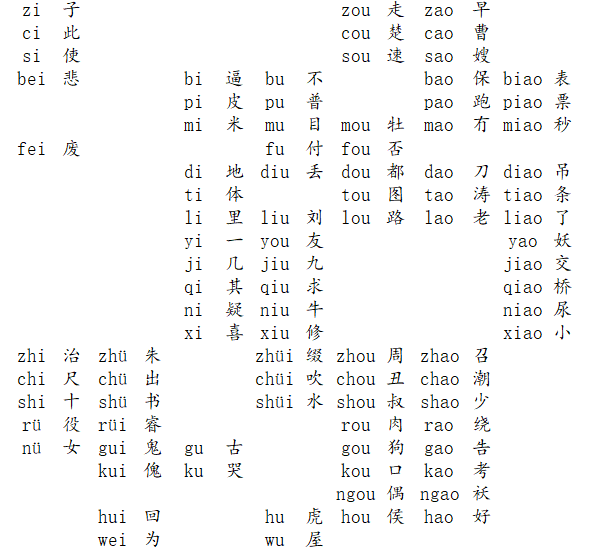 zi 子 zou 走 zao 早
ci 此 cou 楚 cao 曹
si 使 sou 速 sao 嫂
bei 悲 bi 逼 bu 不 bao 保 biao 表
pi 皮 pu 普 pao 跑 piao 票
mi 米 mu 目 mou 牡 mao 冇 miao 秒
fei 废 fu 付 fou 否
di 地 diu 丢 dou 都 dao 刀 diao 吊
ti 体 tou 图 tao 涛 tiao 条
li 里 liu 刘 lou 路 lao 老 liao 了
yi 一 you 友 yao 妖
ji 几 jiu 九 jiao 交
qi 其 qiu 求 qiao 桥
ni 疑 niu 牛 niao 尿
xi 喜 xiu 修 xiao 小
zhi 治 zhü 朱 zhüi 缀 zhou 周 zhao 召
chi 尺 chü 出 chüi 吹 chou 丑 chao 潮
shi 十 shü 书 shüi 水 shou 叔 shao 少
rü 役 rüi 睿 rou 肉 rao 绕
nü 女 gui 鬼 gu 古 gou 狗 gao 告
kui 傀 ku 哭 kou 口 kao 考
ngou 偶 ngao 袄
hui 回 hu 虎 hou 侯 hao 好
wei 为 wu 屋